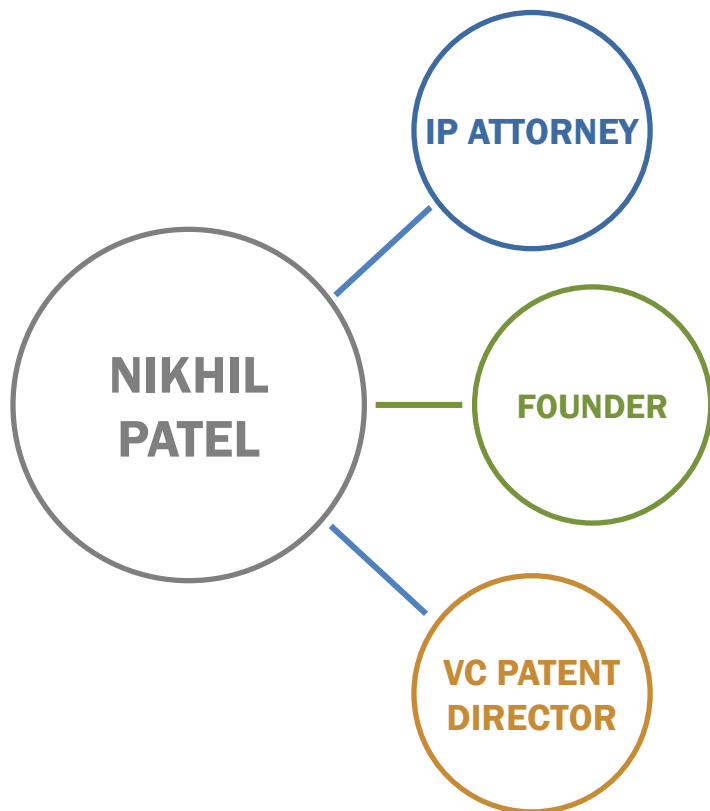 IP ATTORNEY
NIKHIL
PATEL
FOUNDER
VC PATENT
DIRECTOR